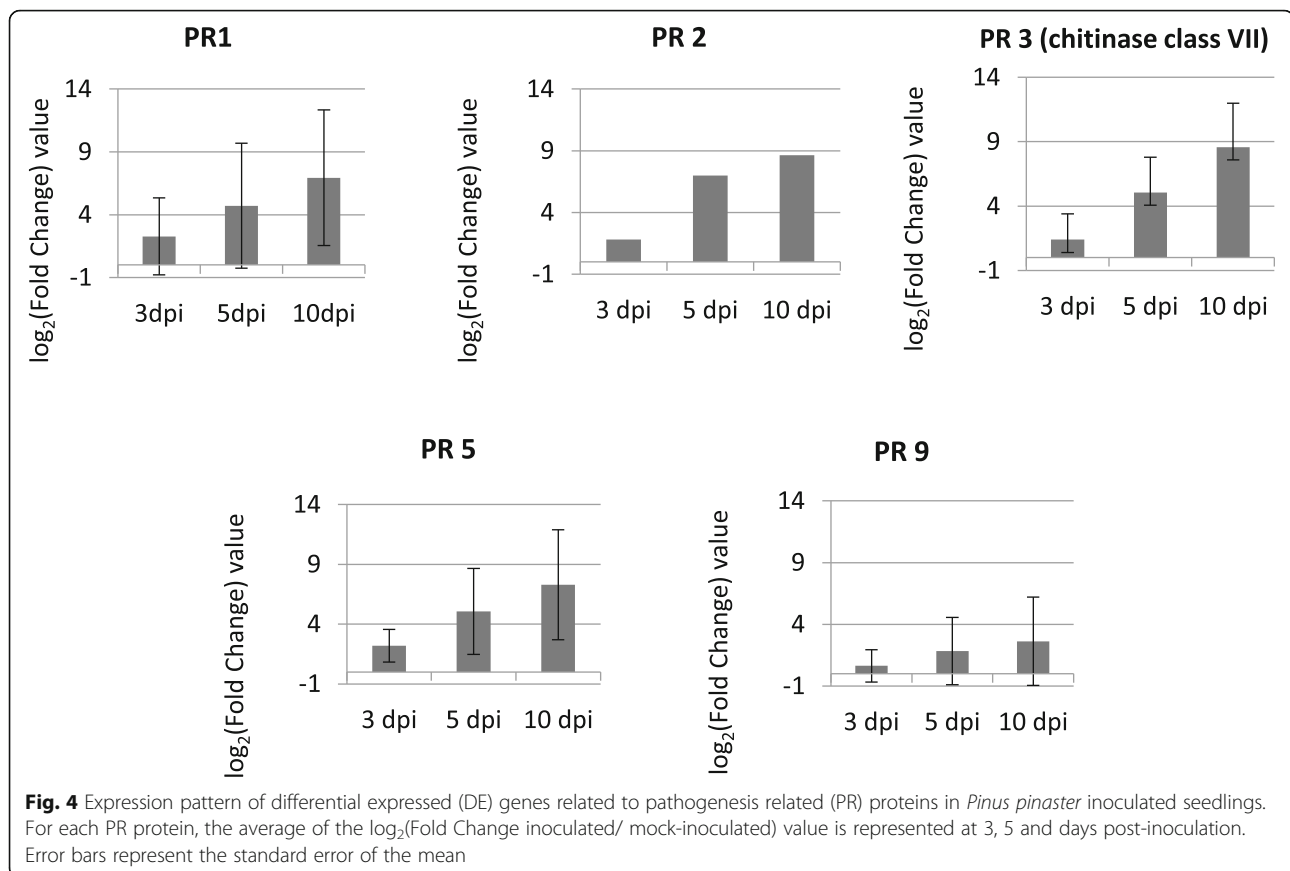 PR1
14
9
4
-1
log2(Fold Change) value
3dpi 5dpi 10dpi
PR 2
14
9
4
-1
log2(Fold Change) value
3 dpi 5 dpi 10 dpi
PR 3 (chitinase class VII)
14
9
4
-1
log2(Fold Change) value
3 dpi 5 dpi 10 dpi
PR 5
14
9
4
-1
log2(Fold Change) value
3 dpi 5 dpi 10 dpi
PR 9
14
9
4
-1
log2(Fold Change) value
3 dpi 5 dpi 10 dpi
Fig. 4 Expression pattern of differential expressed (DE) genes related to pathogenesis related (PR) proteins in Pinus pinaster inoculated seedlings.
For each PR protein, the average of the log2(Fold Change inoculated/ mock-inoculated) value is represented at 3, 5 and days post-inoculation.
Error bars represent the standard error of the mean